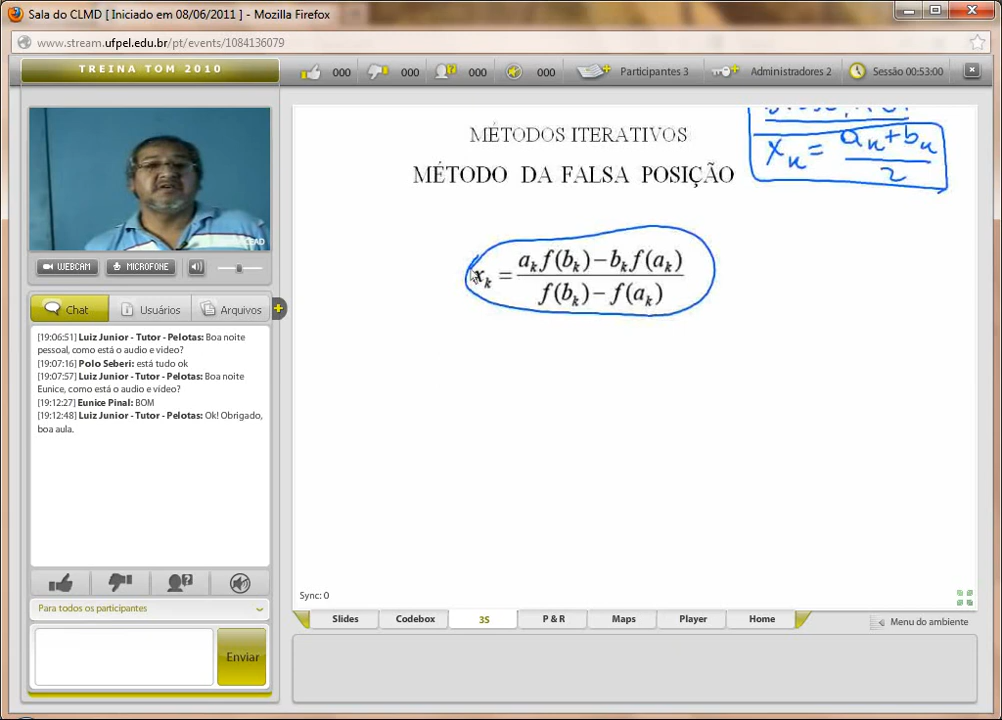 Sala do CLMD [ Iniciado em 08/06/2011 ] - Mozilla Firefox
www.stream.ufpel.edu.br/pt/events/1084136079
TREINA TOM 2010
000 000 000 000 Participantes 3 Administradores 2 Sessão 00:53:00
MÉTODOS ITERATIVOS
MÉTODO DA FALSA POSIÇÃO
x_k = (a_k f(b_k) − b_k f(a_k)) / (f(b_k) − f(a_k))
x_n = (a_n + b_n) / 2
WEBCAM MICROFONE
Chat Usuários Arquivos
[19:06:51] Luiz Junior - Tutor - Pelotas: Boa noite
pessoal, como está o audio e video?
[19:07:16] Polo Seberi: está tudo ok
[19:07:57] Luiz Junior - Tutor - Pelotas: Boa noite
Eunice, como está o audio e vídeo?
[19:12:27] Eunice Pinal: BOM
[19:12:48] Luiz Junior - Tutor - Pelotas: Ok! Obrigado,
boa aula.
Para todos os participantes
Enviar
Sync: 0
Slides Codebox 3S P & R Maps Player Home
Menu do ambiente